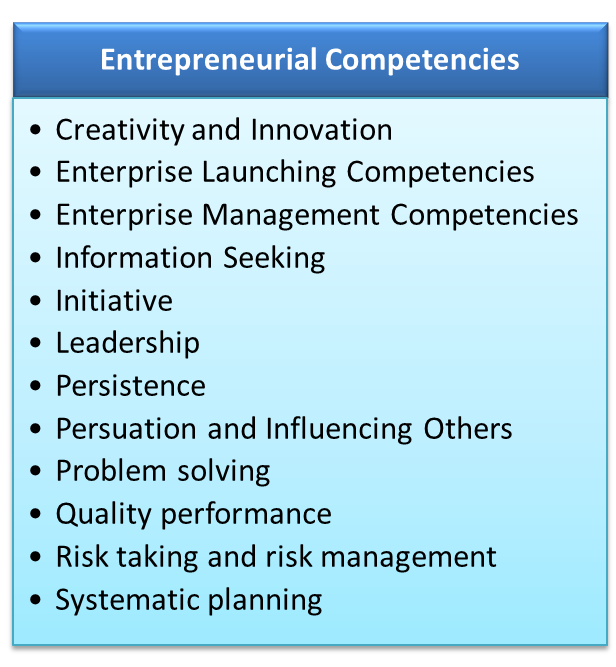 Entrepreneurial Competencies
• Creativity and Innovation
• Enterprise Launching Competencies
• Enterprise Management Competencies
• Information Seeking
• Initiative
• Leadership
• Persistence
• Persuation and Influencing Others
• Problem solving
• Quality performance
• Risk taking and risk management
• Systematic planning